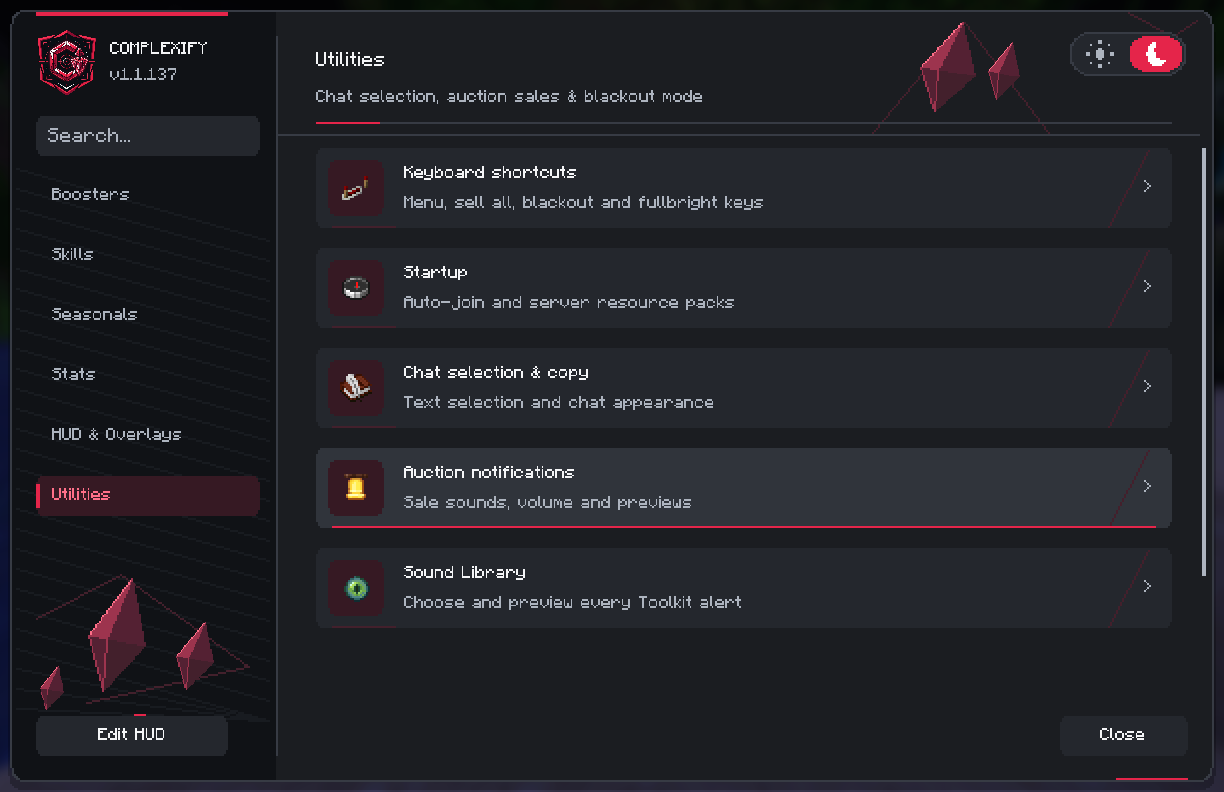 COMPLEXIFY
v1.1.137
Search...
Boosters
Skills
Seasonals
Stats
HUD & Overlays
Utilities
Edit HUD
Utilities
Chat selection, auction sales & blackout mode
Keyboard shortcuts
Menu, sell all, blackout and fullbright keys
Startup
Auto-join and server resource packs
Chat selection & copy
Text selection and chat appearance
Auction notifications
Sale sounds, volume and previews
Sound Library
Choose and preview every Toolkit alert
Close